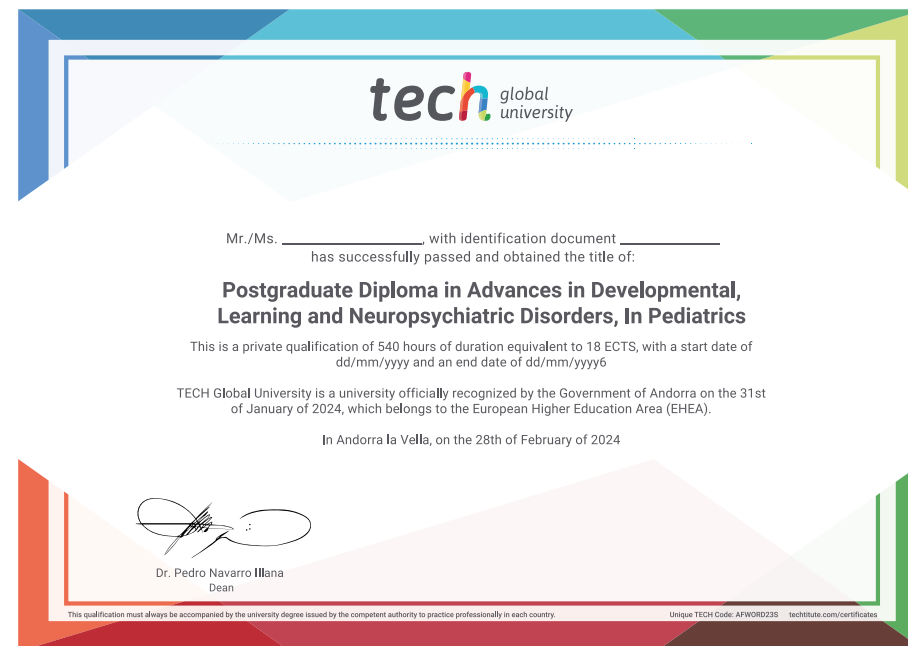 tech global university
Mr./Ms. ____________________, with identification document ______________
has successfully passed and obtained the title of:
Postgraduate Diploma in Advances in Developmental,
Learning and Neuropsychiatric Disorders, In Pediatrics
This is a private qualification of 540 hours of duration equivalent to 18 ECTS, with a start date of
dd/mm/yyyy and an end date of dd/mm/yyyy6
TECH Global University is a university officially recognized by the Government of Andorra on the 31st
of January of 2024, which belongs to the European Higher Education Area (EHEA).
In Andorra la Vella, on the 28th of February of 2024
Dr. Pedro Navarro Illana
Dean
This qualification must always be accompanied by the university degree issued by the competent authority to practice professionally in each country. Unique TECH Code: AFWORD23S techtitute.com/certificates